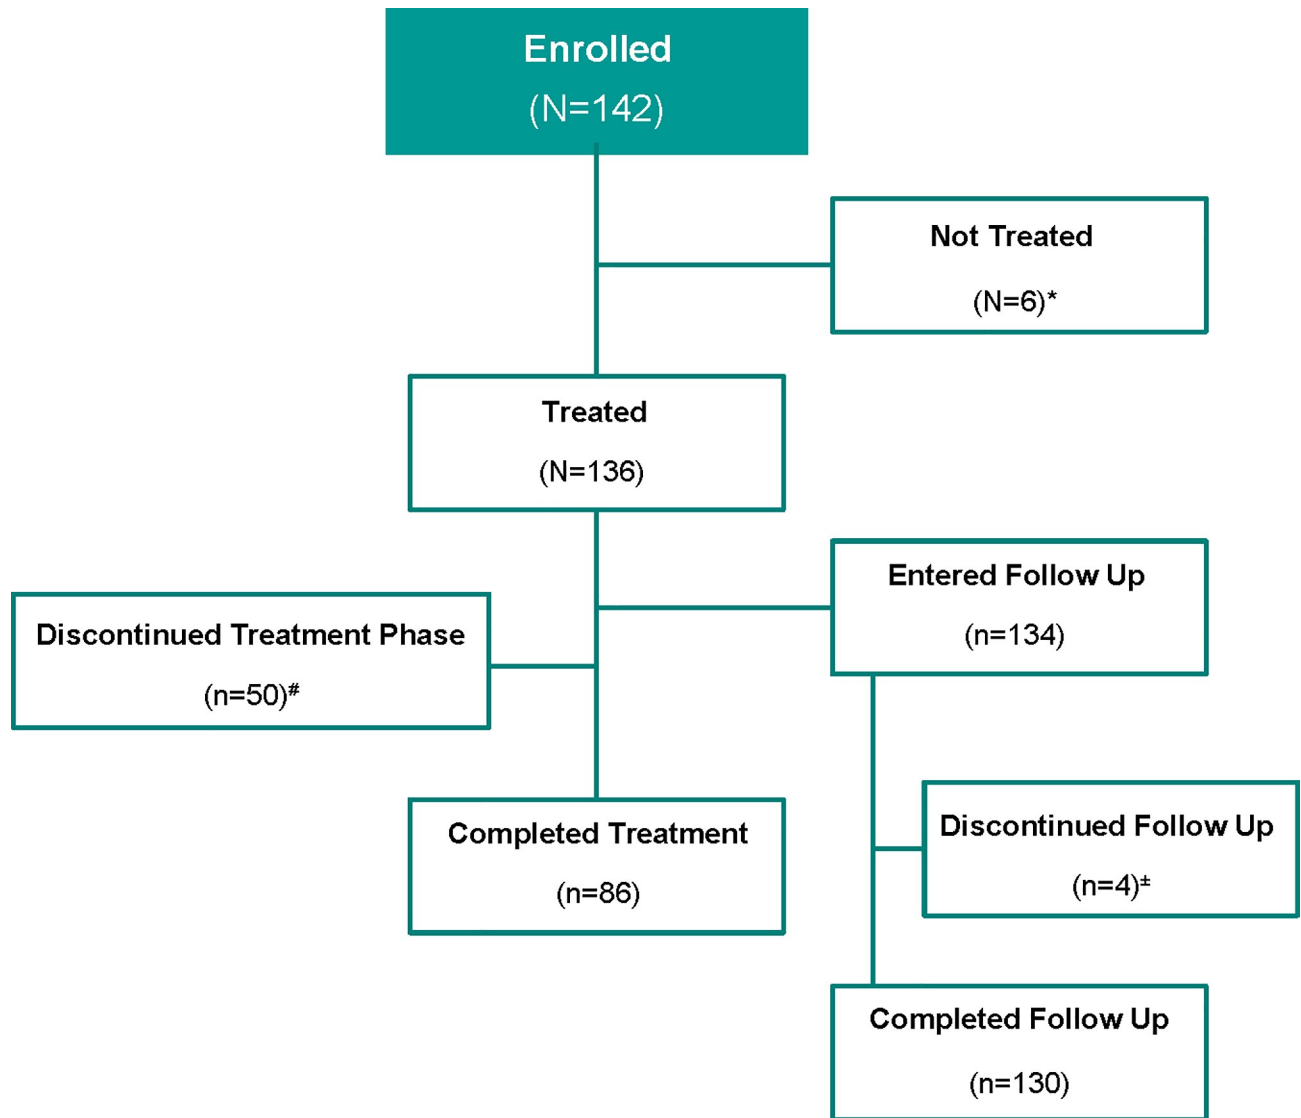 Enrolled
(N=142)
Not Treated
(N=6)*
Treated
(N=136)
Entered Follow Up
(n=134)
Discontinued Treatment Phase
(n=50)#
Completed Treatment
(n=86)
Discontinued Follow Up
(n=4)±
Completed Follow Up
(n=130)